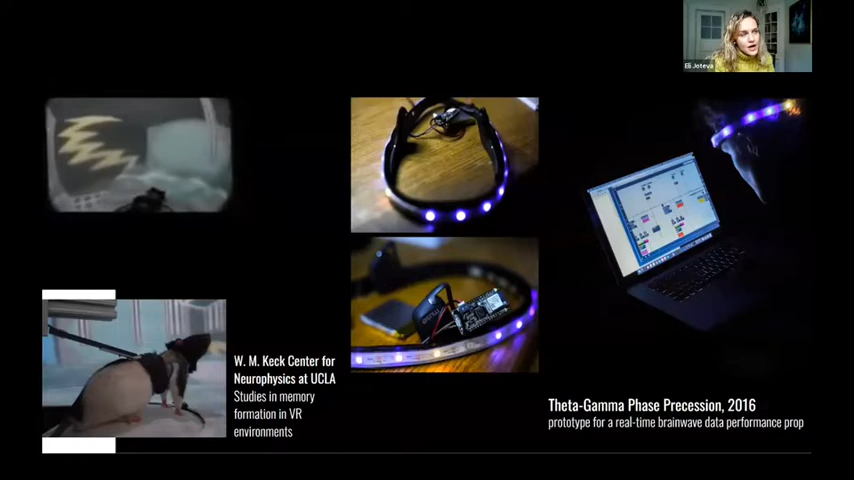 Eli Joteva
W. M. Keck Center for
Neurophysics at UCLA
Studies in memory
formation in VR
environments
Theta-Gamma Phase Precession, 2016
prototype for a real-time brainwave data performance prop